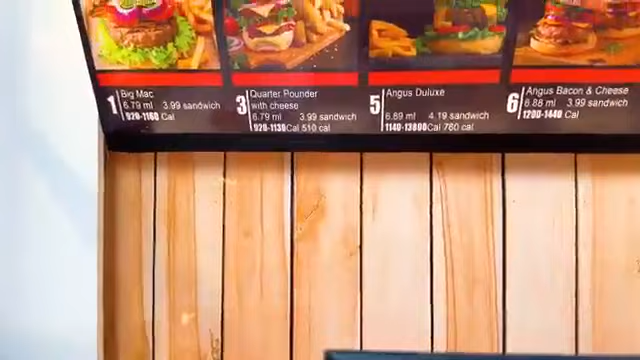 1 Big Mac
6.79 ml 3.99 sandwich
920-1160 Cal
3 Quarter Pounder
with cheese
6.79 ml 3.99 sandwich
920-1130Cal 510 cal
5 Angus Duluxe
6.89 ml 4.19 sandwich
1140-13800Cal 760 cal
6 Angus Bacon & Cheese
6.88 ml 3.99 sandwich
1200-1440 Cal